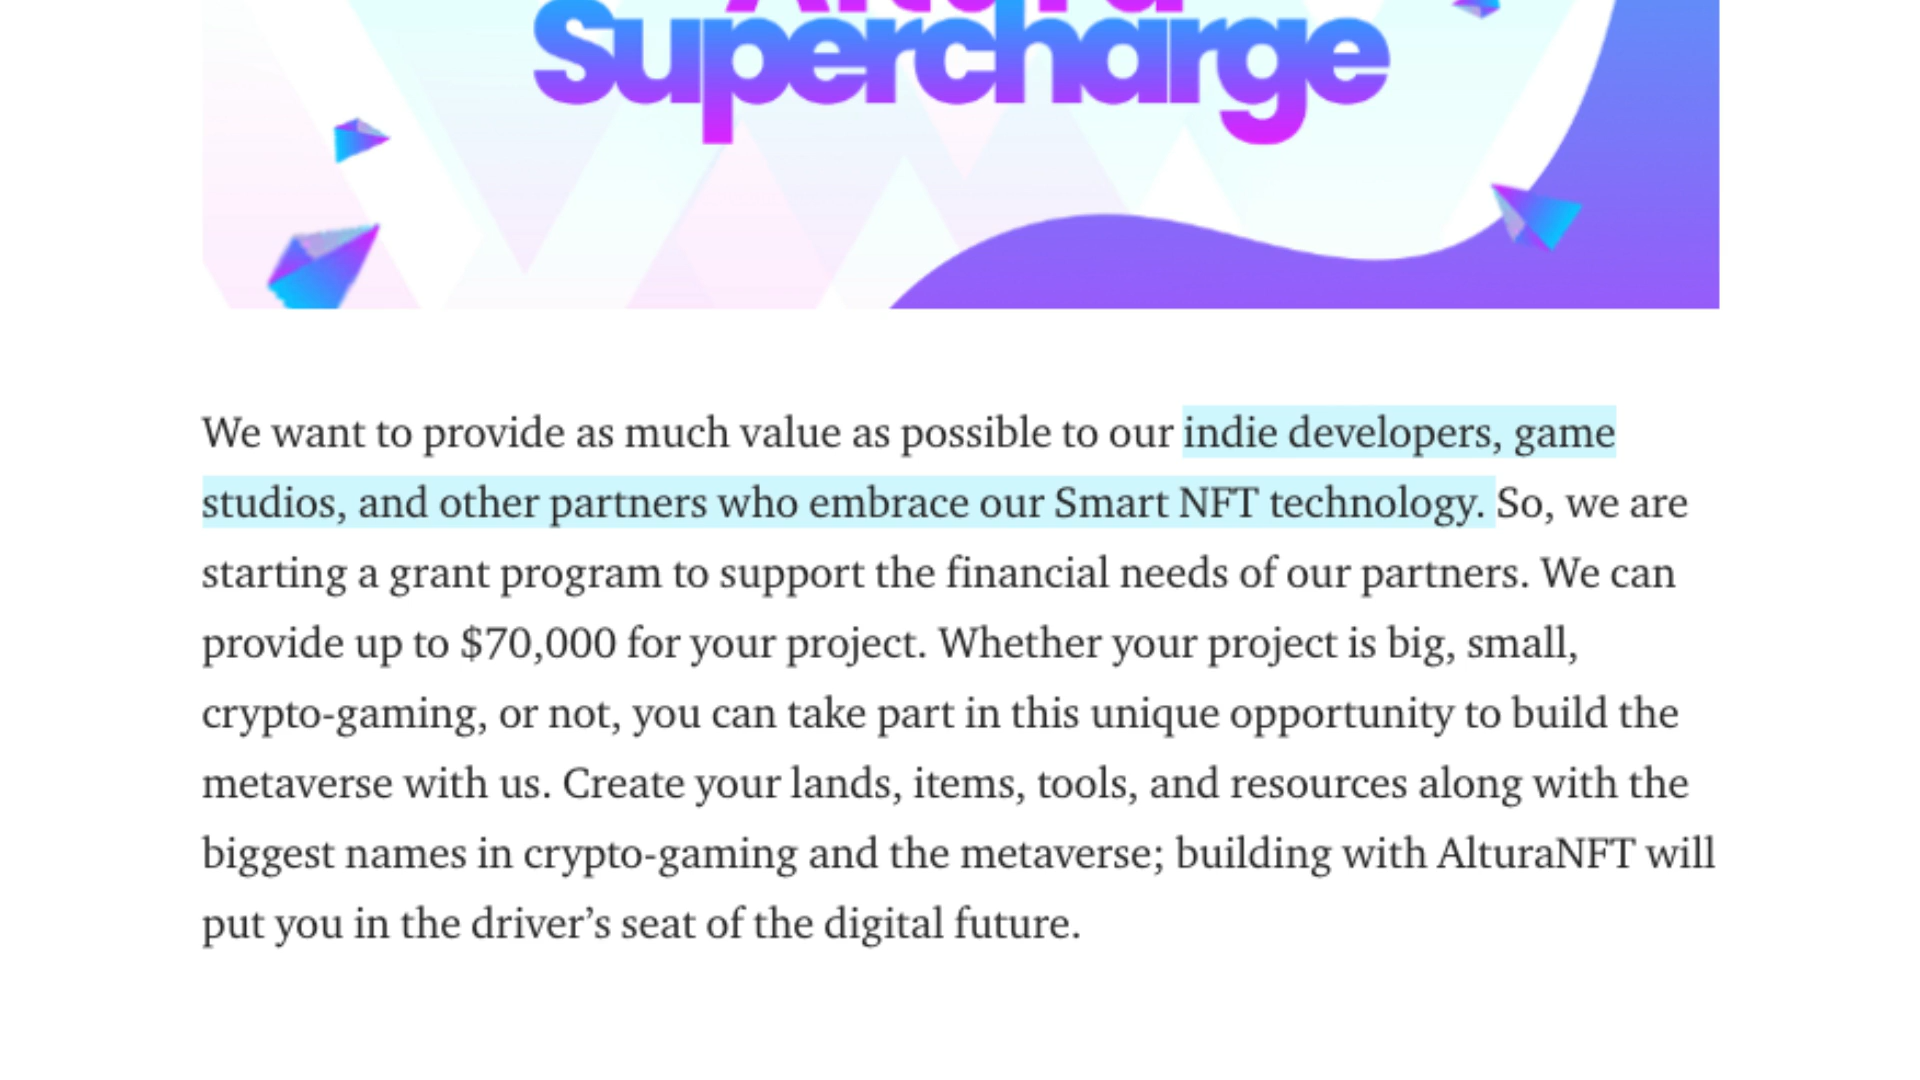 Altura
Supercharge
We want to provide as much value as possible to our indie developers, game
studios, and other partners who embrace our Smart NFT technology. So, we are
starting a grant program to support the financial needs of our partners. We can
provide up to $70,000 for your project. Whether your project is big, small,
crypto-gaming, or not, you can take part in this unique opportunity to build the
metaverse with us. Create your lands, items, tools, and resources along with the
biggest names in crypto-gaming and the metaverse; building with AlturaNFT will
put you in the driver’s seat of the digital future.